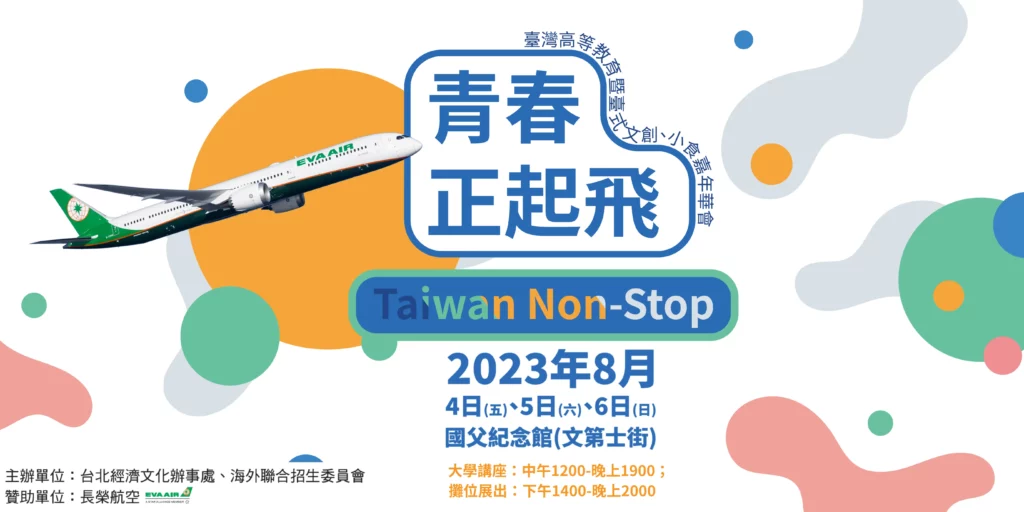 臺灣高等教育暨臺式文創、小食嘉年華會
青春
正起飛
EVA AIR
Taiwan Non-Stop
2023年8月
4日(五)、5日(六)、6日(日)
國父紀念館(文第士街)
大學講座：中午1200-晚上1900；
攤位展出：下午1400-晚上2000
主辦單位：台北經濟文化辦事處、海外聯合招生委員會
贊助單位：長榮航空 EVA AIR